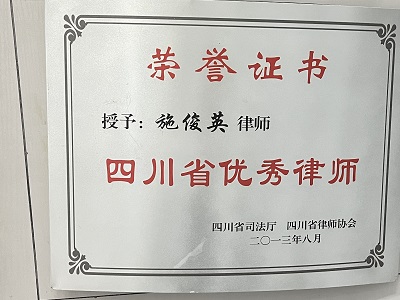 荣誉证书
授予：施俊英 律师
四川省优秀律师
四川省司法厅 四川省律师协会
二〇一三年八月